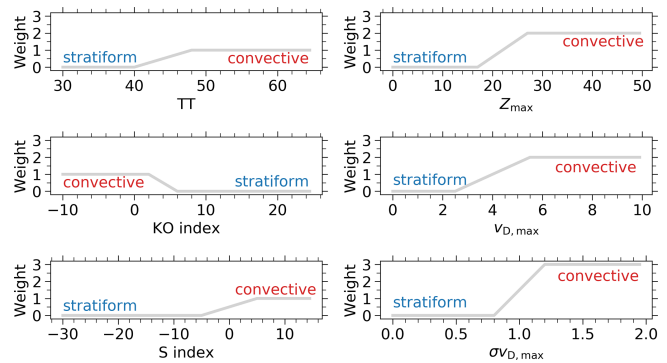 Weight
3
2
1
0
stratiform
convective
30 40 50 60
TT
Weight
3
2
1
0
stratiform
convective
0 10 20 30 40 50
Zmax
Weight
3
2
1
0
convective
stratiform
−10 0 10 20
KO index
Weight
3
2
1
0
stratiform
convective
0 2 4 6 8 10
vD, max
Weight
3
2
1
0
stratiform
convective
−30 −20 −10 0 10
S index
Weight
3
2
1
0
stratiform
convective
0.0 0.5 1.0 1.5 2.0
σvD, max